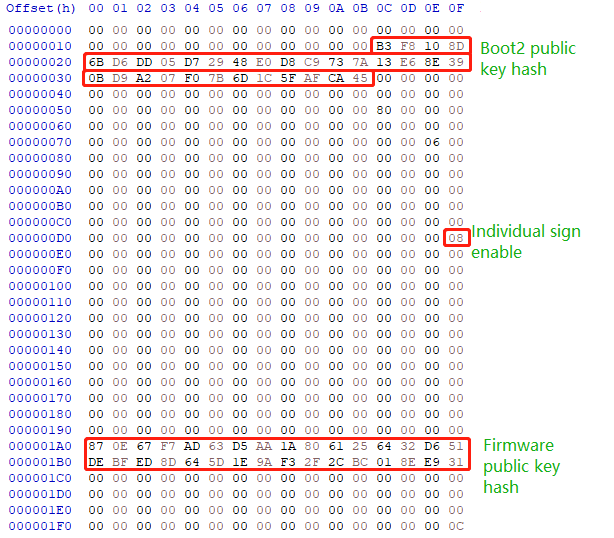 Offset(h) 00 01 02 03 04 05 06 07 08 09 0A 0B 0C 0D 0E 0F
00000000 00 00 00 00 00 00 00 00 00 00 00 00 00 00 00 00
00000010 00 00 00 00 00 00 00 00 00 00 00 00 B3 F8 10 8D
Boot2 public
00000020 6B D6 DD 05 D7 29 48 E0 D8 C9 73 7A 13 E6 8E 39
key hash
00000030 0B D9 A2 07 F0 07 7B 6D 1C 5F AF CA 45 00 00 00 00
00000040 00 00 00 00 00 00 00 00 00 00 00 00 00 00 00 00
00000050 00 00 00 00 00 00 00 00 00 00 00 00 80 00 00 00
00000060 00 00 00 00 00 00 00 00 00 00 00 00 00 00 00 00
00000070 00 00 00 00 00 00 00 00 00 00 00 00 00 00 06 00
00000080 00 00 00 00 00 00 00 00 00 00 00 00 00 00 00 00
00000090 00 00 00 00 00 00 00 00 00 00 00 00 00 00 00 00
000000A0 00 00 00 00 00 00 00 00 00 00 00 00 00 00 00 00
000000B0 00 00 00 00 00 00 00 00 00 00 00 00 00 00 00 00
000000C0 00 00 00 00 00 00 00 00 00 00 00 00 00 00 00 00
000000D0 00 00 00 00 00 00 00 00 00 00 00 00 00 00 00 08
Individual sign
000000E0 00 00 00 00 00 00 00 00 00 00 00 00 00 00 00 00
enable
000000F0 00 00 00 00 00 00 00 00 00 00 00 00 00 00 00 00
00000100 00 00 00 00 00 00 00 00 00 00 00 00 00 00 00 00
00000110 00 00 00 00 00 00 00 00 00 00 00 00 00 00 00 00
00000120 00 00 00 00 00 00 00 00 00 00 00 00 00 00 00 00
00000130 00 00 00 00 00 00 00 00 00 00 00 00 00 00 00 00
00000140 00 00 00 00 00 00 00 00 00 00 00 00 00 00 00 00
00000150 00 00 00 00 00 00 00 00 00 00 00 00 00 00 00 00
00000160 00 00 00 00 00 00 00 00 00 00 00 00 00 00 00 00
00000170 00 00 00 00 00 00 00 00 00 00 00 00 00 00 00 00
00000180 00 00 00 00 00 00 00 00 00 00 00 00 00 00 00 00
00000190 00 00 00 00 00 00 00 00 00 00 00 00 00 00 00 00
000001A0 87 0E 67 F7 AD 63 D5 AA 1A 80 61 25 64 32 D6 51
Firmware
000001B0 DE BF ED 8D 64 5D 1E 9A F3 2F 2C BC 01 8E E9 31
public key
000001C0 00 00 00 00 00 00 00 00 00 00 00 00 00 00 00 00
hash
000001D0 00 00 00 00 00 00 00 00 00 00 00 00 00 00 00 00
000001E0 00 00 00 00 00 00 00 00 00 00 00 00 00 00 00 00
000001F0 00 00 00 00 00 00 00 00 00 00 00 00 00 00 00 0C